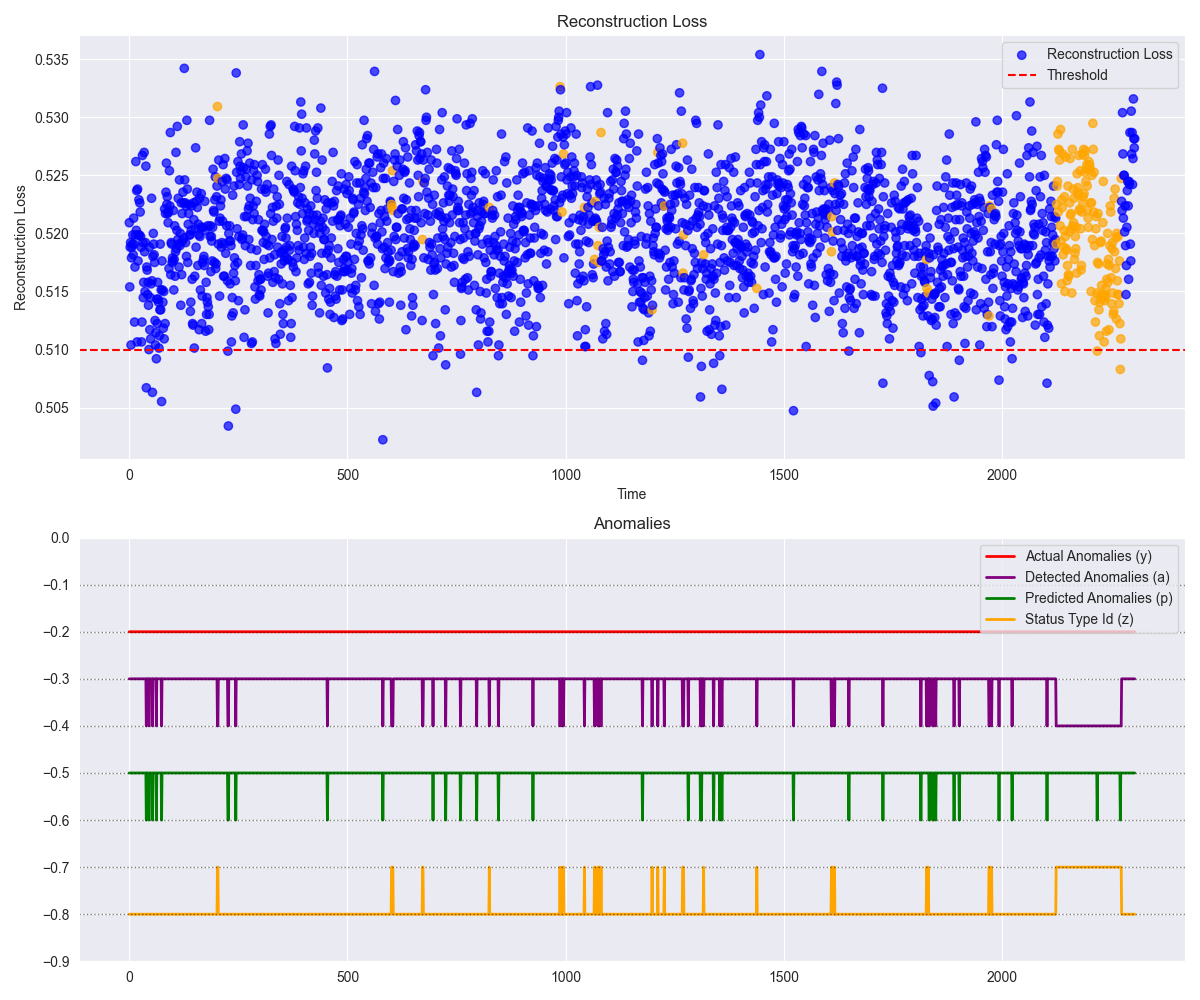 Reconstruction Loss
Reconstruction Loss
Threshold
0.535
0.530
0.525
0.520
0.515
0.510
0.505
Reconstruction Loss
0 500 1000 1500 2000
Time
Anomalies
Actual Anomalies (y)
Detected Anomalies (a)
Predicted Anomalies (p)
Status Type Id (z)
0.0
−0.1
−0.2
−0.3
−0.4
−0.5
−0.6
−0.7
−0.8
−0.9
0 500 1000 1500 2000